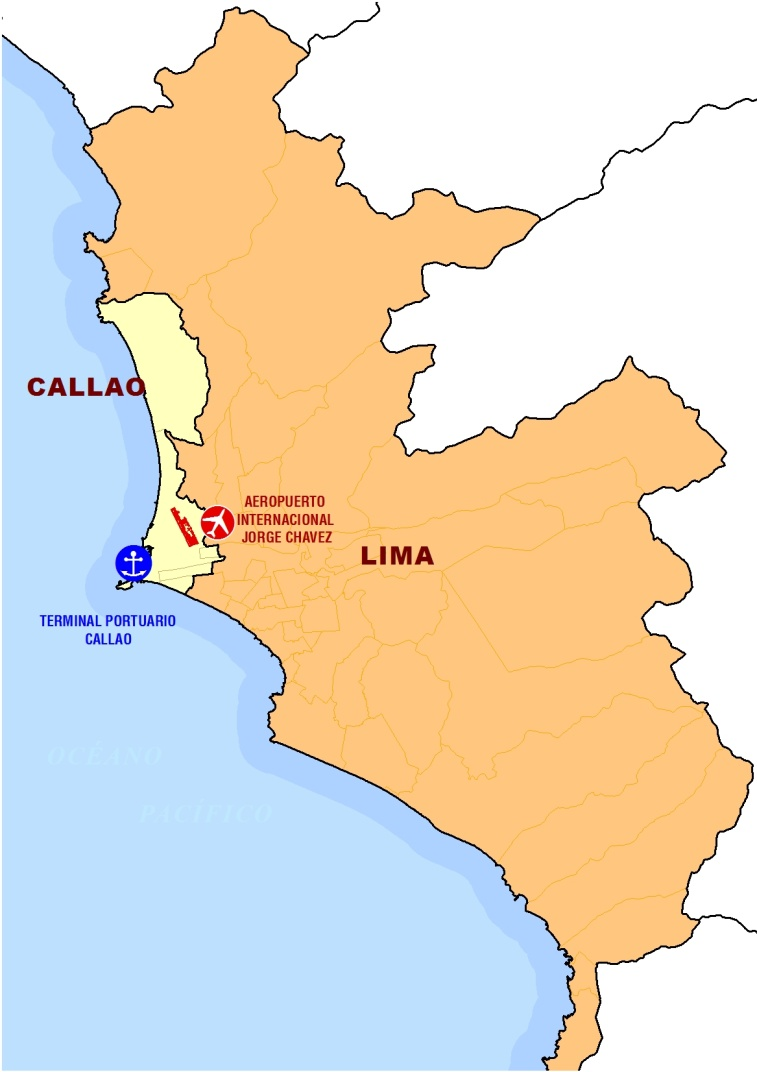 CALLAO
AEROPUERTO
INTERNACIONAL
JORGE CHAVEZ
LIMA
TERMINAL PORTUARIO
CALLAO
OCÉANO
PACÍFICO